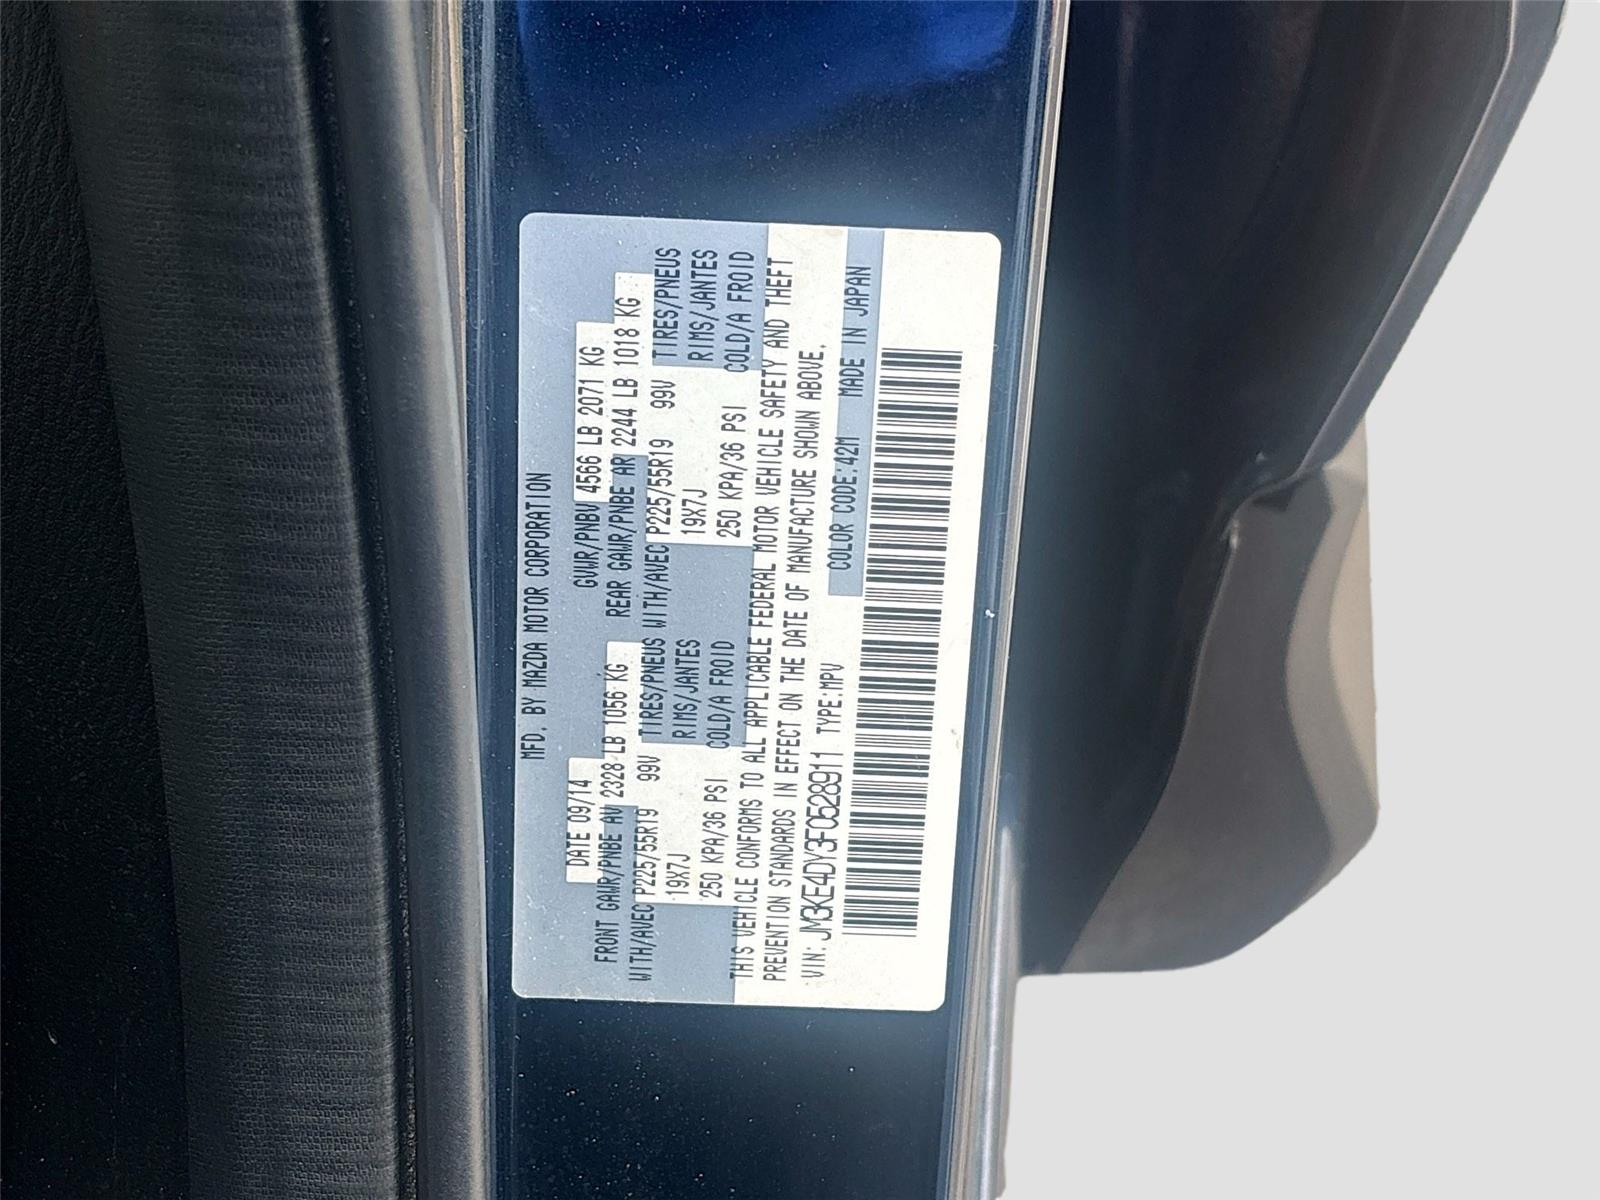 MFD. BY MAZDA MOTOR CORPORATION
DATE 09/14 GVWR/PNBV 4566 LB 2071 KG
FRONT GAWR/PNBE AV 2328 LB 1056 KG REAR GAWR/PNBE AR 2244 LB 1018 KG
WITH/AVEC P225/55R19 99V TIRES/PNEUS WITH/AVEC P225/55R19 99V TIRES/PNEUS
19X7J RIMS/JANTES 19X7J RIMS/JANTES
250 KPA/36 PSI COLD/A FROID 250 KPA/36 PSI COLD/A FROID
THIS VEHICLE CONFORMS TO ALL APPLICABLE FEDERAL MOTOR VEHICLE SAFETY AND THEFT
PREVENTION STANDARDS IN EFFECT ON THE DATE OF MANUFACTURE SHOWN ABOVE.
VIN: JM3KE4DY3F0528911 TYPE:MPV COLOR CODE:42M MADE IN JAPAN